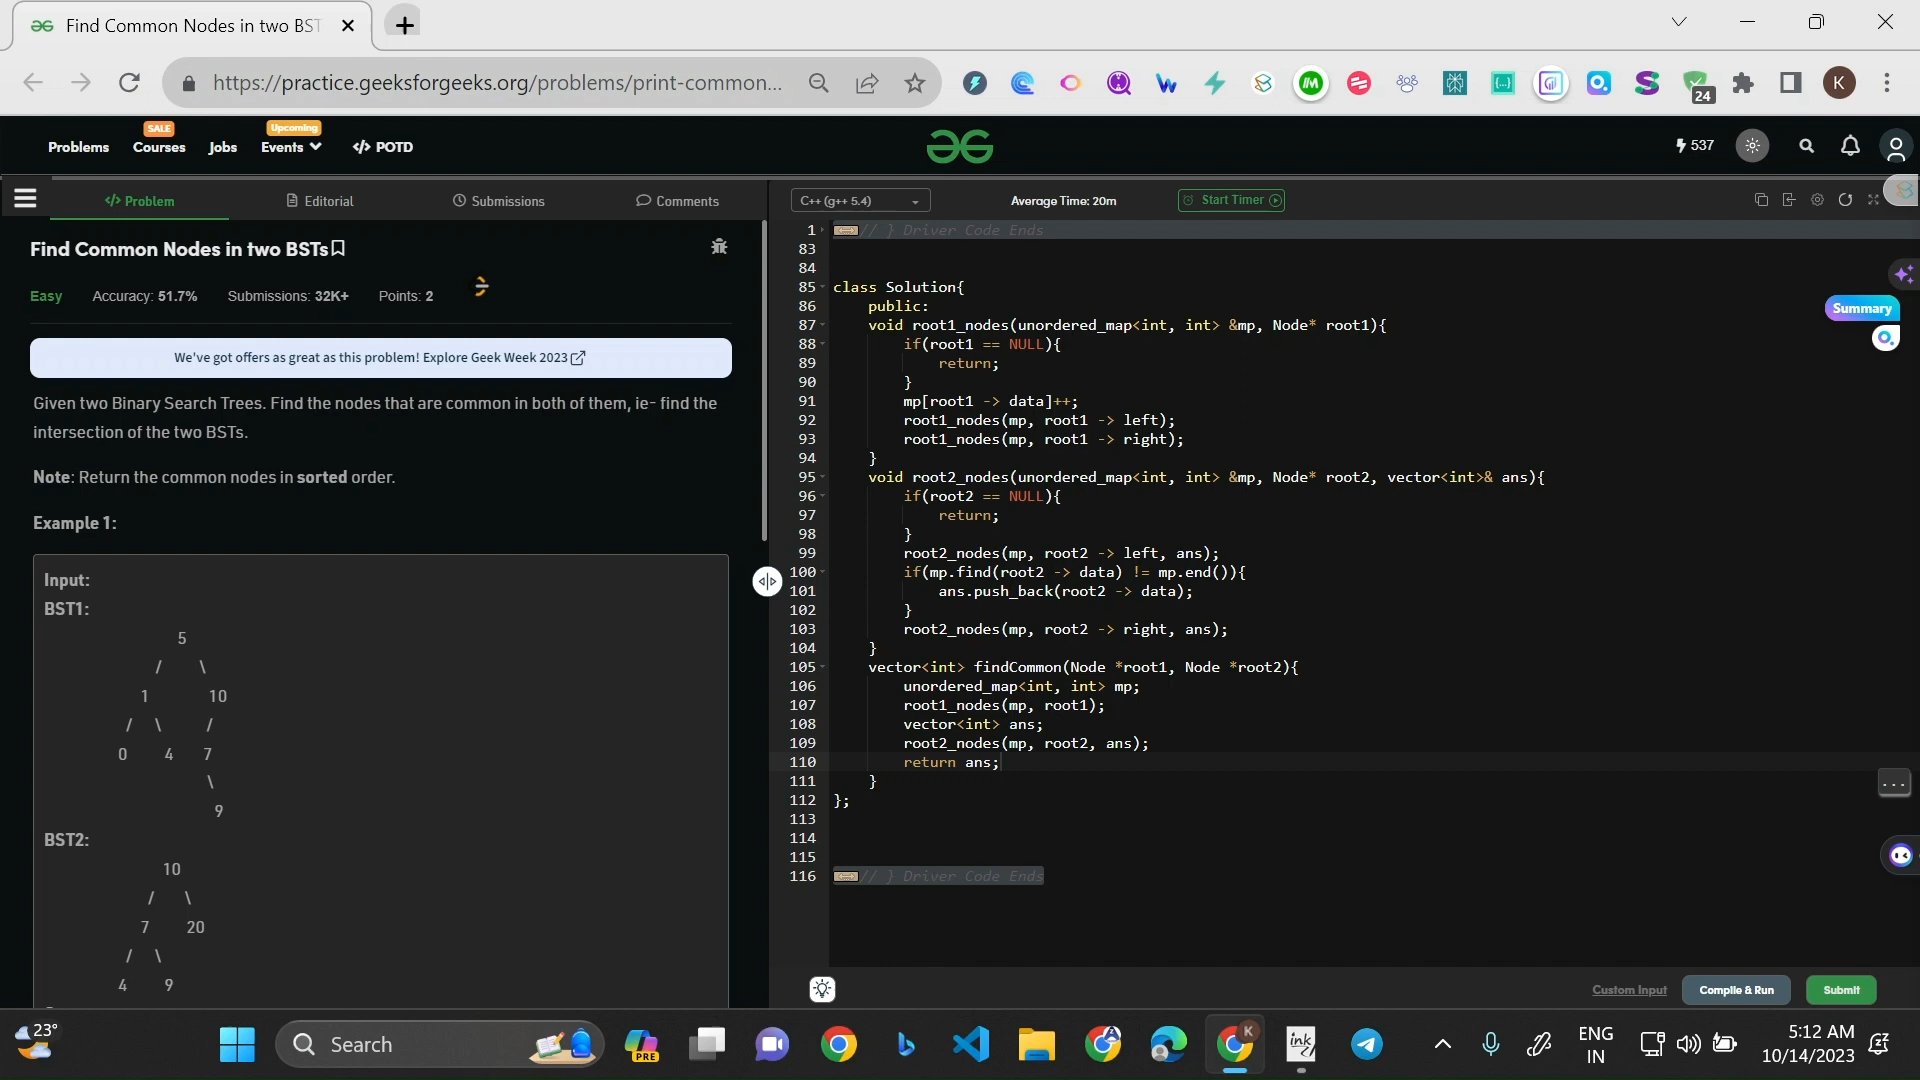 Find Common Nodes in two BST
https://practice.geeksforgeeks.org/problems/print-common...
24
K
Problems
SALE
Courses
Jobs
Upcoming
Events
</> POTD
537
</> Problem
Editorial
Submissions
Comments
C++ (g++ 5.4)
Average Time: 20m
Start Timer
Find Common Nodes in two BSTs
Easy Accuracy: 51.7% Submissions: 32K+ Points: 2
We've got offers as great as this problem! Explore Geek Week 2023
Given two Binary Search Trees. Find the nodes that are common in both of them, ie- find the
intersection of the two BSTs.
Note: Return the common nodes in sorted order.
Example 1:
Input:
BST1:
5
/ \
1 10
/ \ /
0 4 7
\
9
BST2:
10
/ \
7 20
/ \
4 9
1 // } Driver Code Ends
83
84
85 class Solution{
86 public:
87 void root1_nodes(unordered_map<int, int> &mp, Node* root1){
88 if(root1 == NULL){
89 return;
90 }
91 mp[root1 -> data]++;
92 root1_nodes(mp, root1 -> left);
93 root1_nodes(mp, root1 -> right);
94 }
95 void root2_nodes(unordered_map<int, int> &mp, Node* root2, vector<int>& ans){
96 if(root2 == NULL){
97 return;
98 }
99 root2_nodes(mp, root2 -> left, ans);
100 if(mp.find(root2 -> data) != mp.end()){
101 ans.push_back(root2 -> data);
102 }
103 root2_nodes(mp, root2 -> right, ans);
104 }
105 vector<int> findCommon(Node *root1, Node *root2){
106 unordered_map<int, int> mp;
107 root1_nodes(mp, root1);
108 vector<int> ans;
109 root2_nodes(mp, root2, ans);
110 return ans;
111 }
112 };
113
114
115
116 // } Driver Code Ends
Summary
...
Custom Input
Compile & Run
Submit
23°
Search
PRE
K
ink
ENG
IN
5:12 AM
10/14/2023